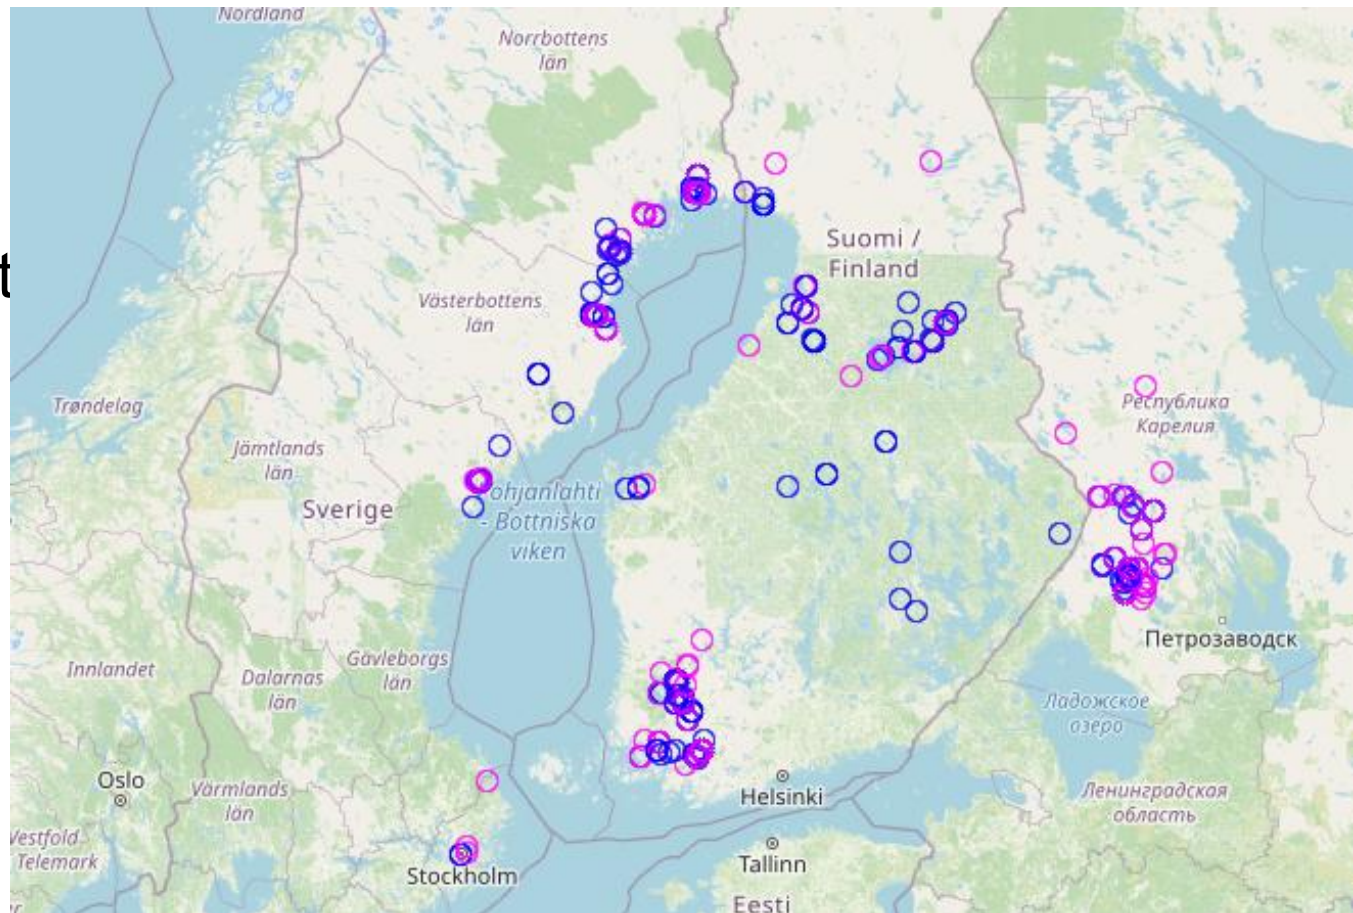 Nordland
Norrbottens
län
Suomi /
Finland
t
Västerbottens
län
Trøndelag
Республика
Карелия
Jämtlands
län
Sverige
ohjanlahti
- Bottniska
viken
Петрозаводск
Innlandet
Gävleborgs
län
Dalarnas
län
Ладожское
озеро
Oslo
Värmlands
län
Helsinki
Ленинградская
область
Vestfold
Telemark
Tallinn
Stockholm
Eesti